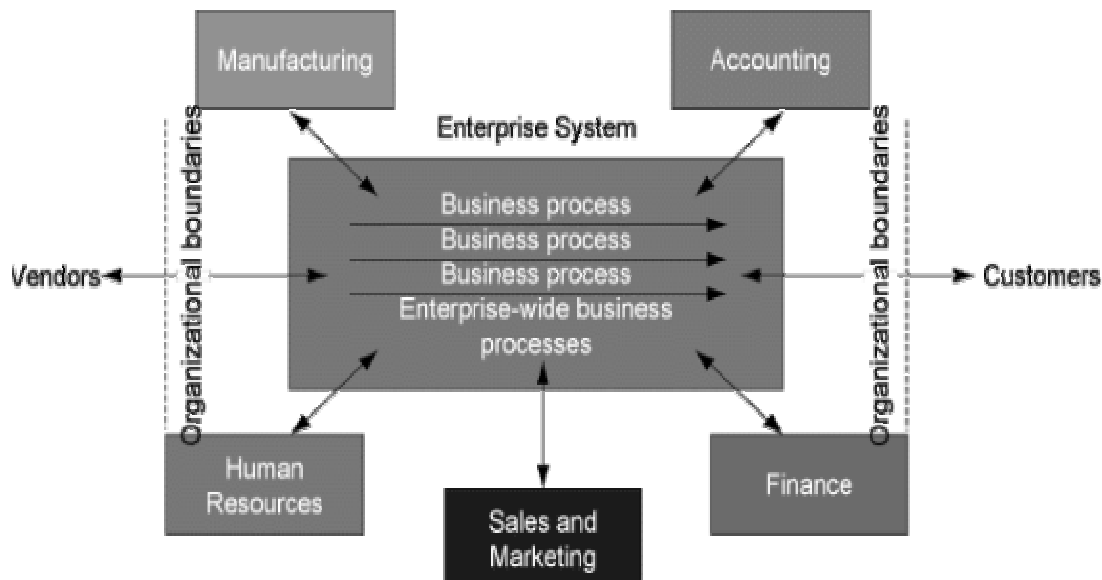 Manufacturing
Accounting
Enterprise System
Organizational boundaries
Organizational boundaries
Business process
Business process
Business process
Enterprise-wide business
processes
Vendors
Customers
Human
Resources
Sales and
Marketing
Finance